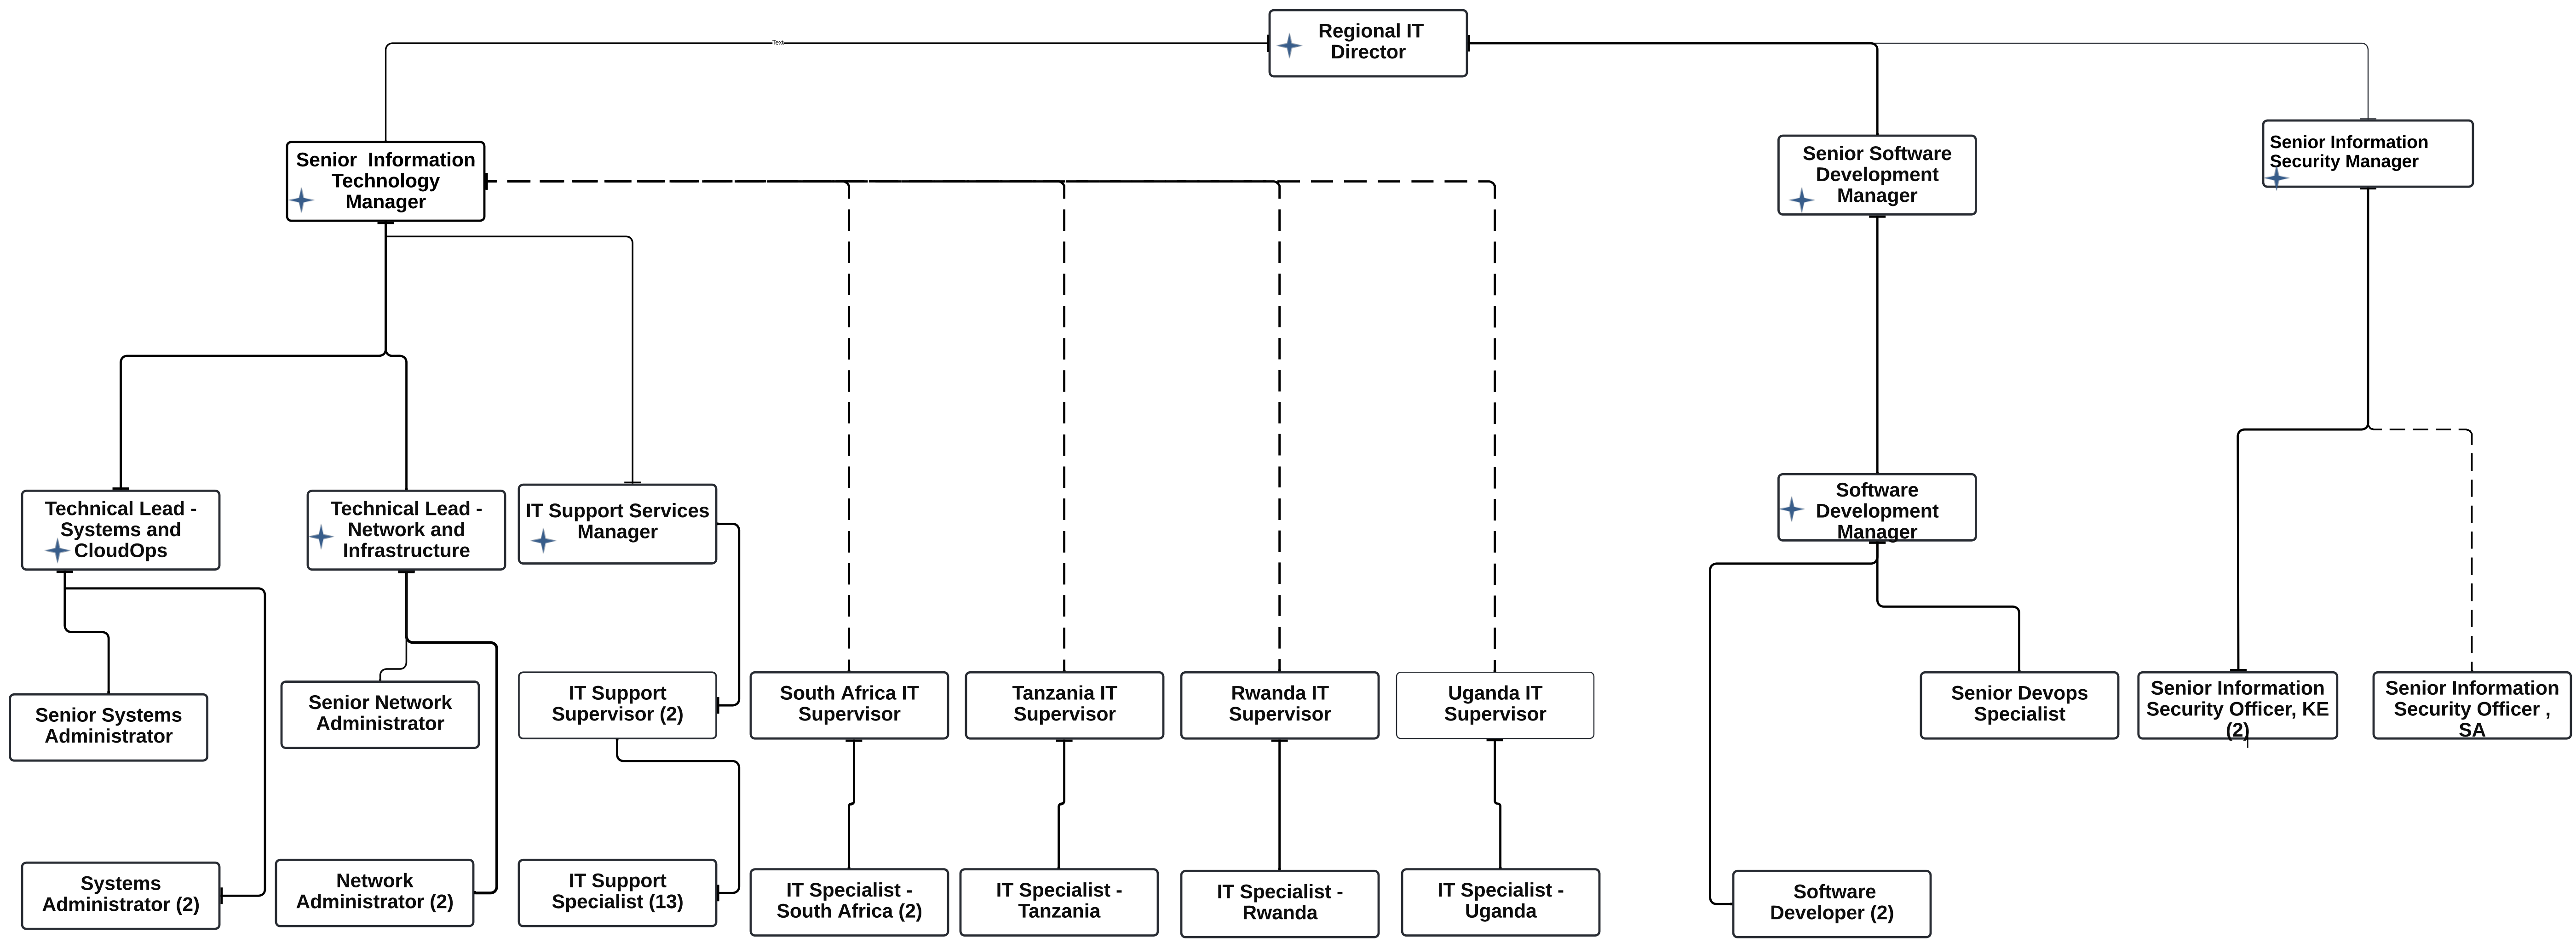 Regional IT
Director
Text
Senior Information
Technology
Manager
Senior Software
Development
Manager
Senior Information
Security Manager
Technical Lead -
Systems and
CloudOps
Technical Lead -
Network and
Infrastructure
IT Support Services
Manager
Software
Development
Manager
Senior Systems
Administrator
Senior Network
Administrator
IT Support
Supervisor (2)
South Africa IT
Supervisor
Tanzania IT
Supervisor
Rwanda IT
Supervisor
Uganda IT
Supervisor
Senior Devops
Specialist
Senior Information
Security Officer, KE
(2)
Senior Information
Security Officer ,
SA
Systems
Administrator (2)
Network
Administrator (2)
IT Support
Specialist (13)
IT Specialist -
South Africa (2)
IT Specialist -
Tanzania
IT Specialist -
Rwanda
IT Specialist -
Uganda
Software
Developer (2)